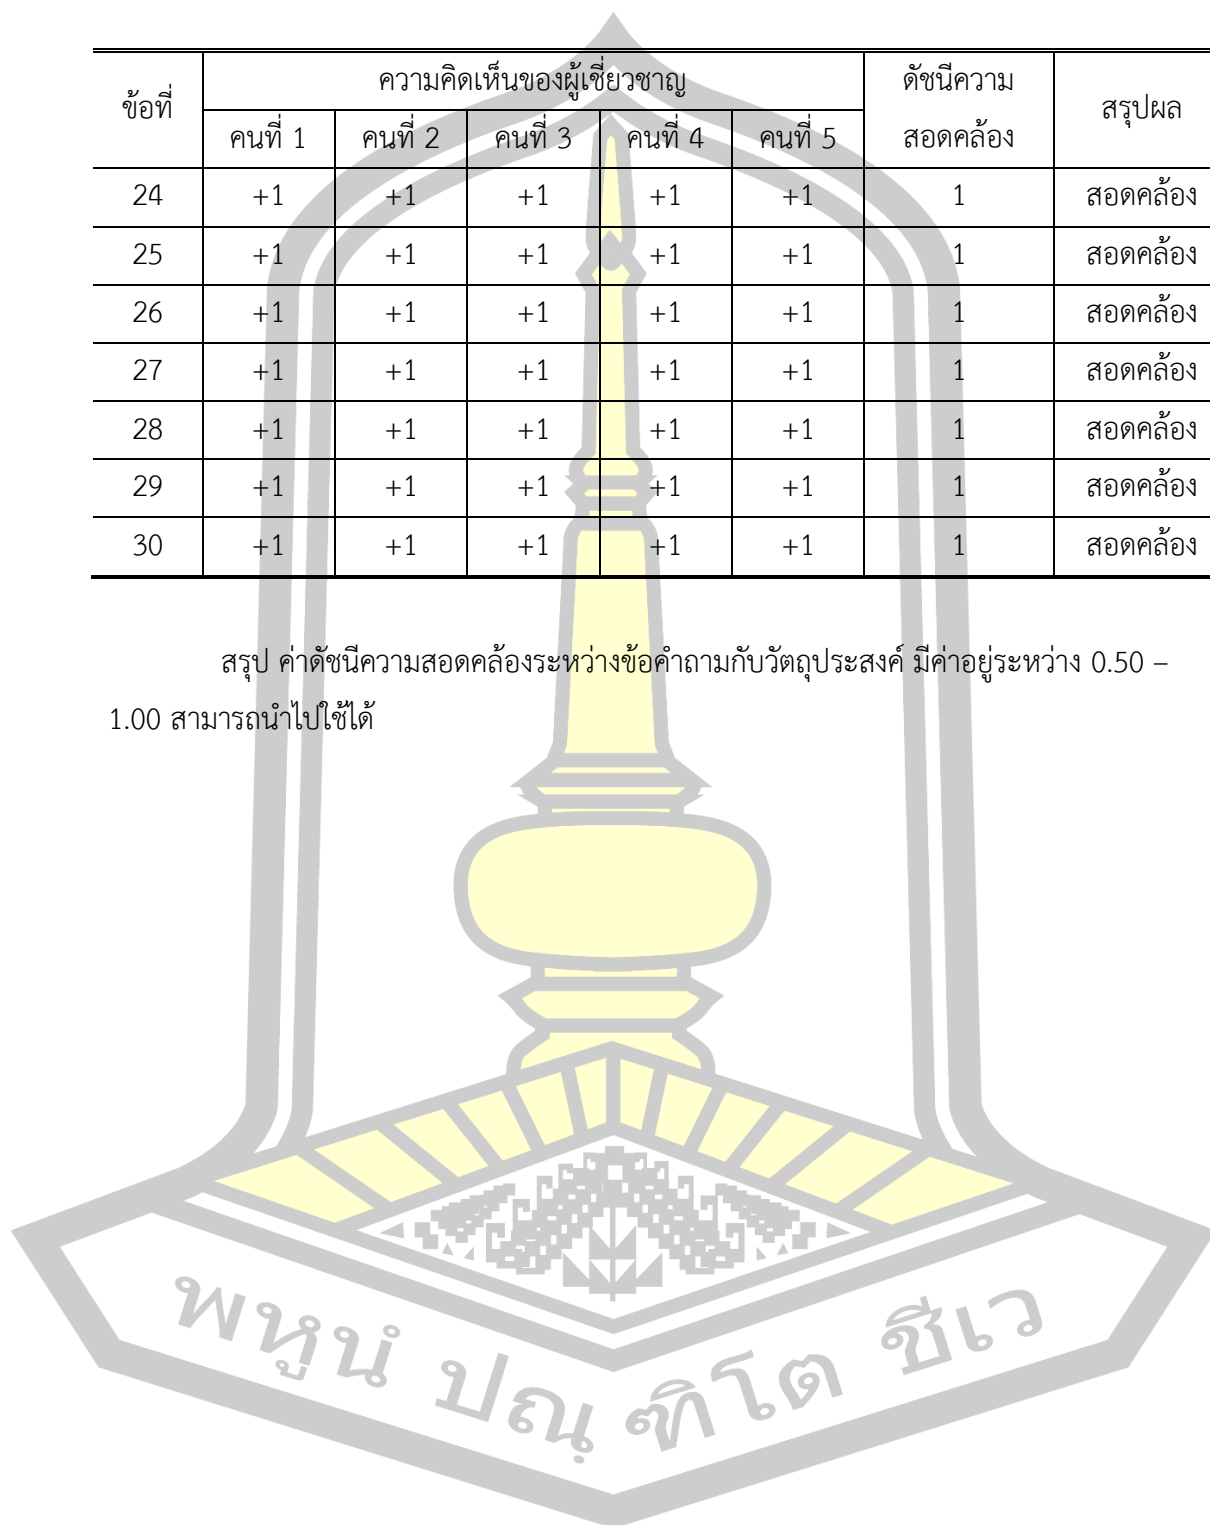 ข้อที่ ความคิดเห็นของผู้เชี่ยวชาญ ดัชนีความสอดคล้อง สรุปผล
คนที่ 1 คนที่ 2 คนที่ 3 คนที่ 4 คนที่ 5
24 +1 +1 +1 +1 +1 1 สอดคล้อง
25 +1 +1 +1 +1 +1 1 สอดคล้อง
26 +1 +1 +1 +1 +1 1 สอดคล้อง
27 +1 +1 +1 +1 +1 1 สอดคล้อง
28 +1 +1 +1 +1 +1 1 สอดคล้อง
29 +1 +1 +1 +1 +1 1 สอดคล้อง
30 +1 +1 +1 +1 +1 1 สอดคล้อง
สรุป ค่าดัชนีความสอดคล้องระหว่างข้อคำถามกับวัตถุประสงค์ มีค่าอยู่ระหว่าง 0.50 –
1.00 สามารถนำไปใช้ได้
พหูนํ ปณฺฑิโต ชีเว